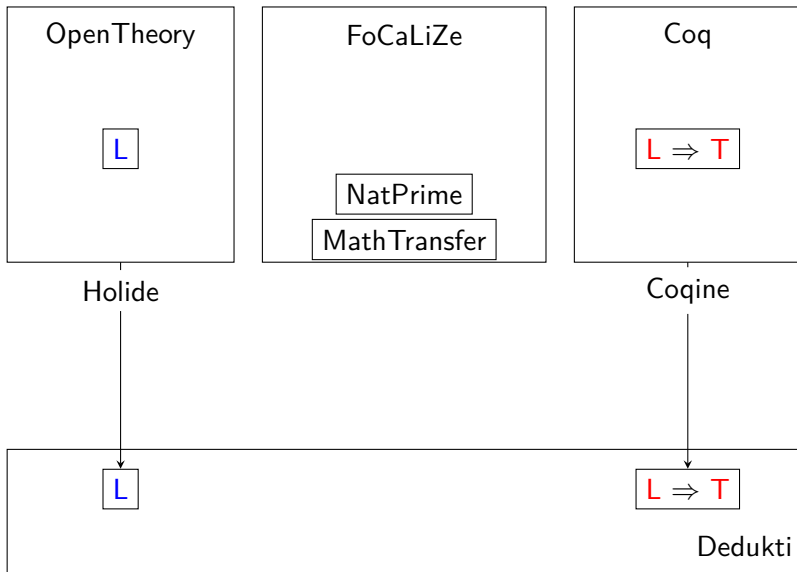 OpenTheory
FoCaLiZe
Coq
L
L ⇒ T
NatPrime
MathTransfer
Holide
Coqine
L
L ⇒ T
Dedukti